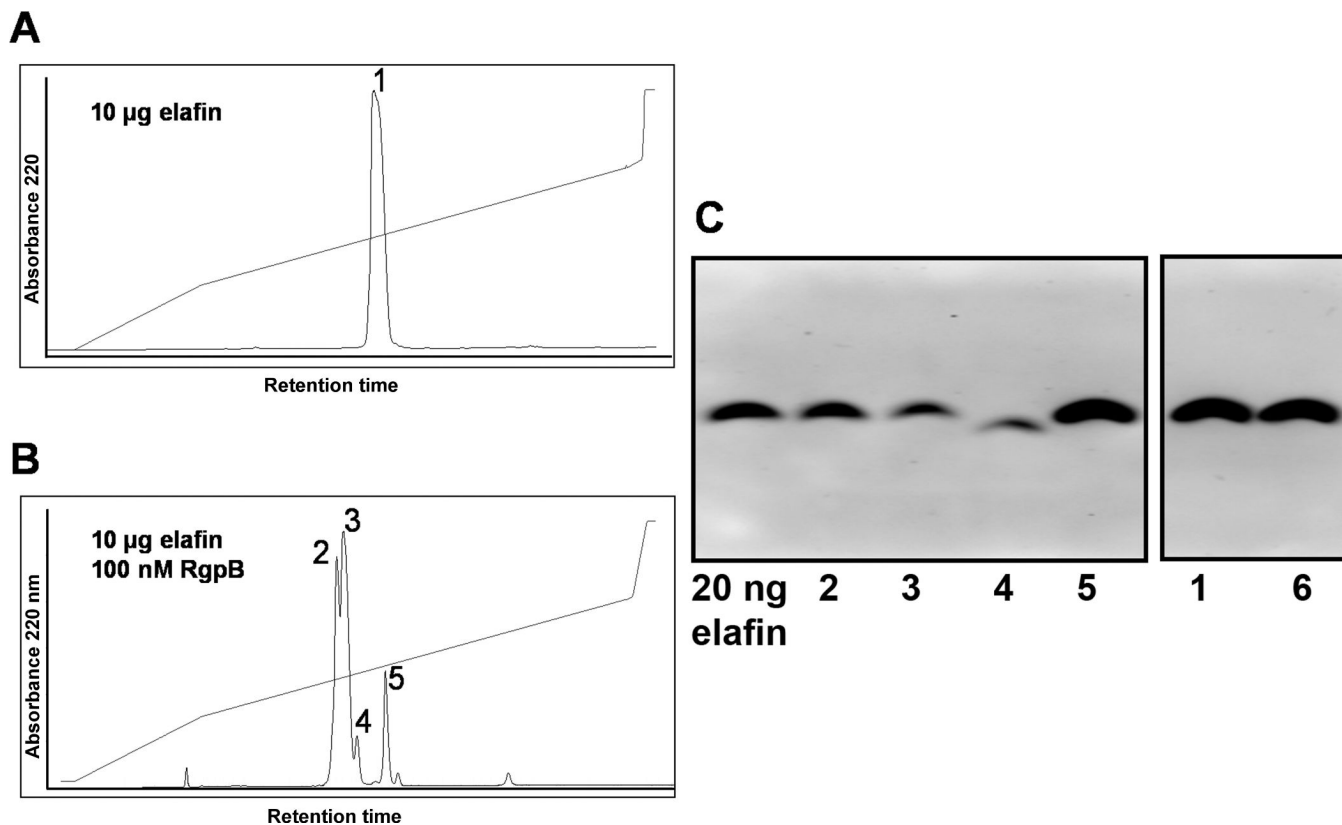 A
10 µg elafin
1
Absorbance 220
Retention time
B
10 µg elafin
100 nM RgpB
2
3
4
5
Absorbance 220 nm
Retention time
C
20 ng 2 3 4 5 1 6
elafin